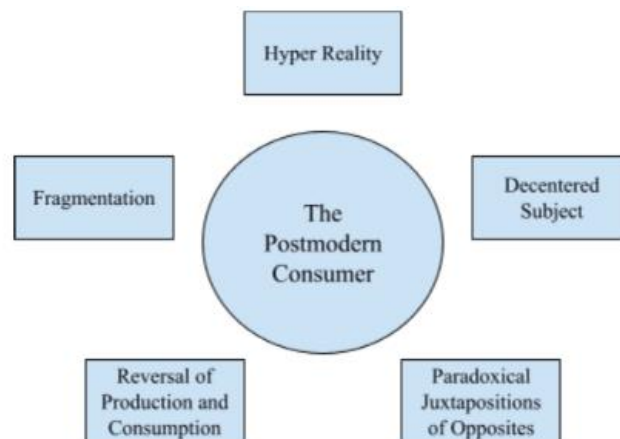 Hyper Reality
Fragmentation
Decentered
Subject
The
Postmodern
Consumer
Reversal of
Production and
Consumption
Paradoxical
Juxtapositions
of Opposites